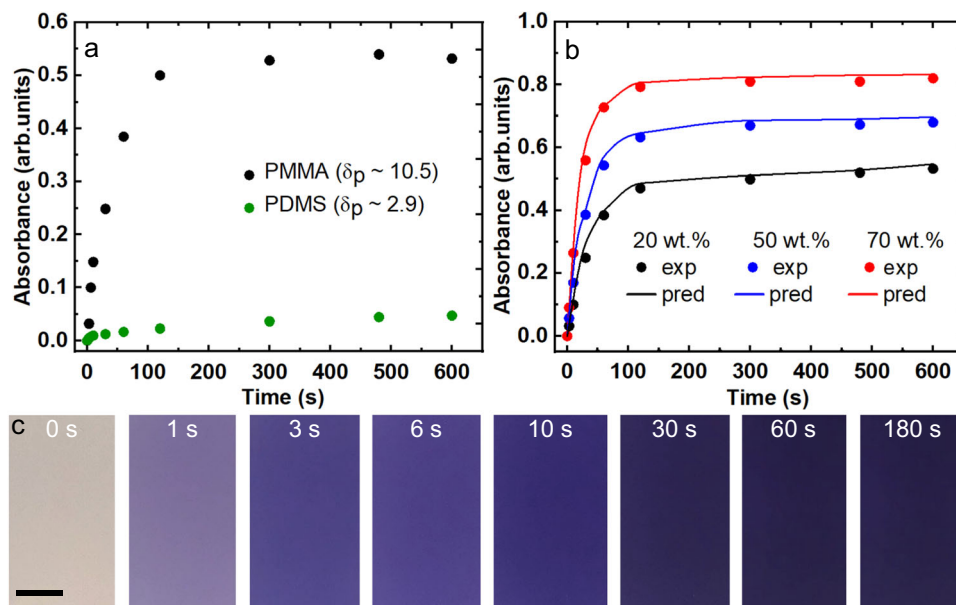 a
0.6
0.5
0.4
0.3
0.2
0.1
0.0
Absorbance (arb.units)
PMMA (δp ~ 10.5)
PDMS (δp ~ 2.9)
0 100 200 300 400 500 600
Time (s)
b
1.0
0.8
0.6
0.4
0.2
0.0
Absorbance (arb.units)
20 wt.% 50 wt.% 70 wt.%
exp exp exp
pred pred pred
0 100 200 300 400 500 600
Time (s)
c 0 s 1 s 3 s 6 s 10 s 30 s 60 s 180 s